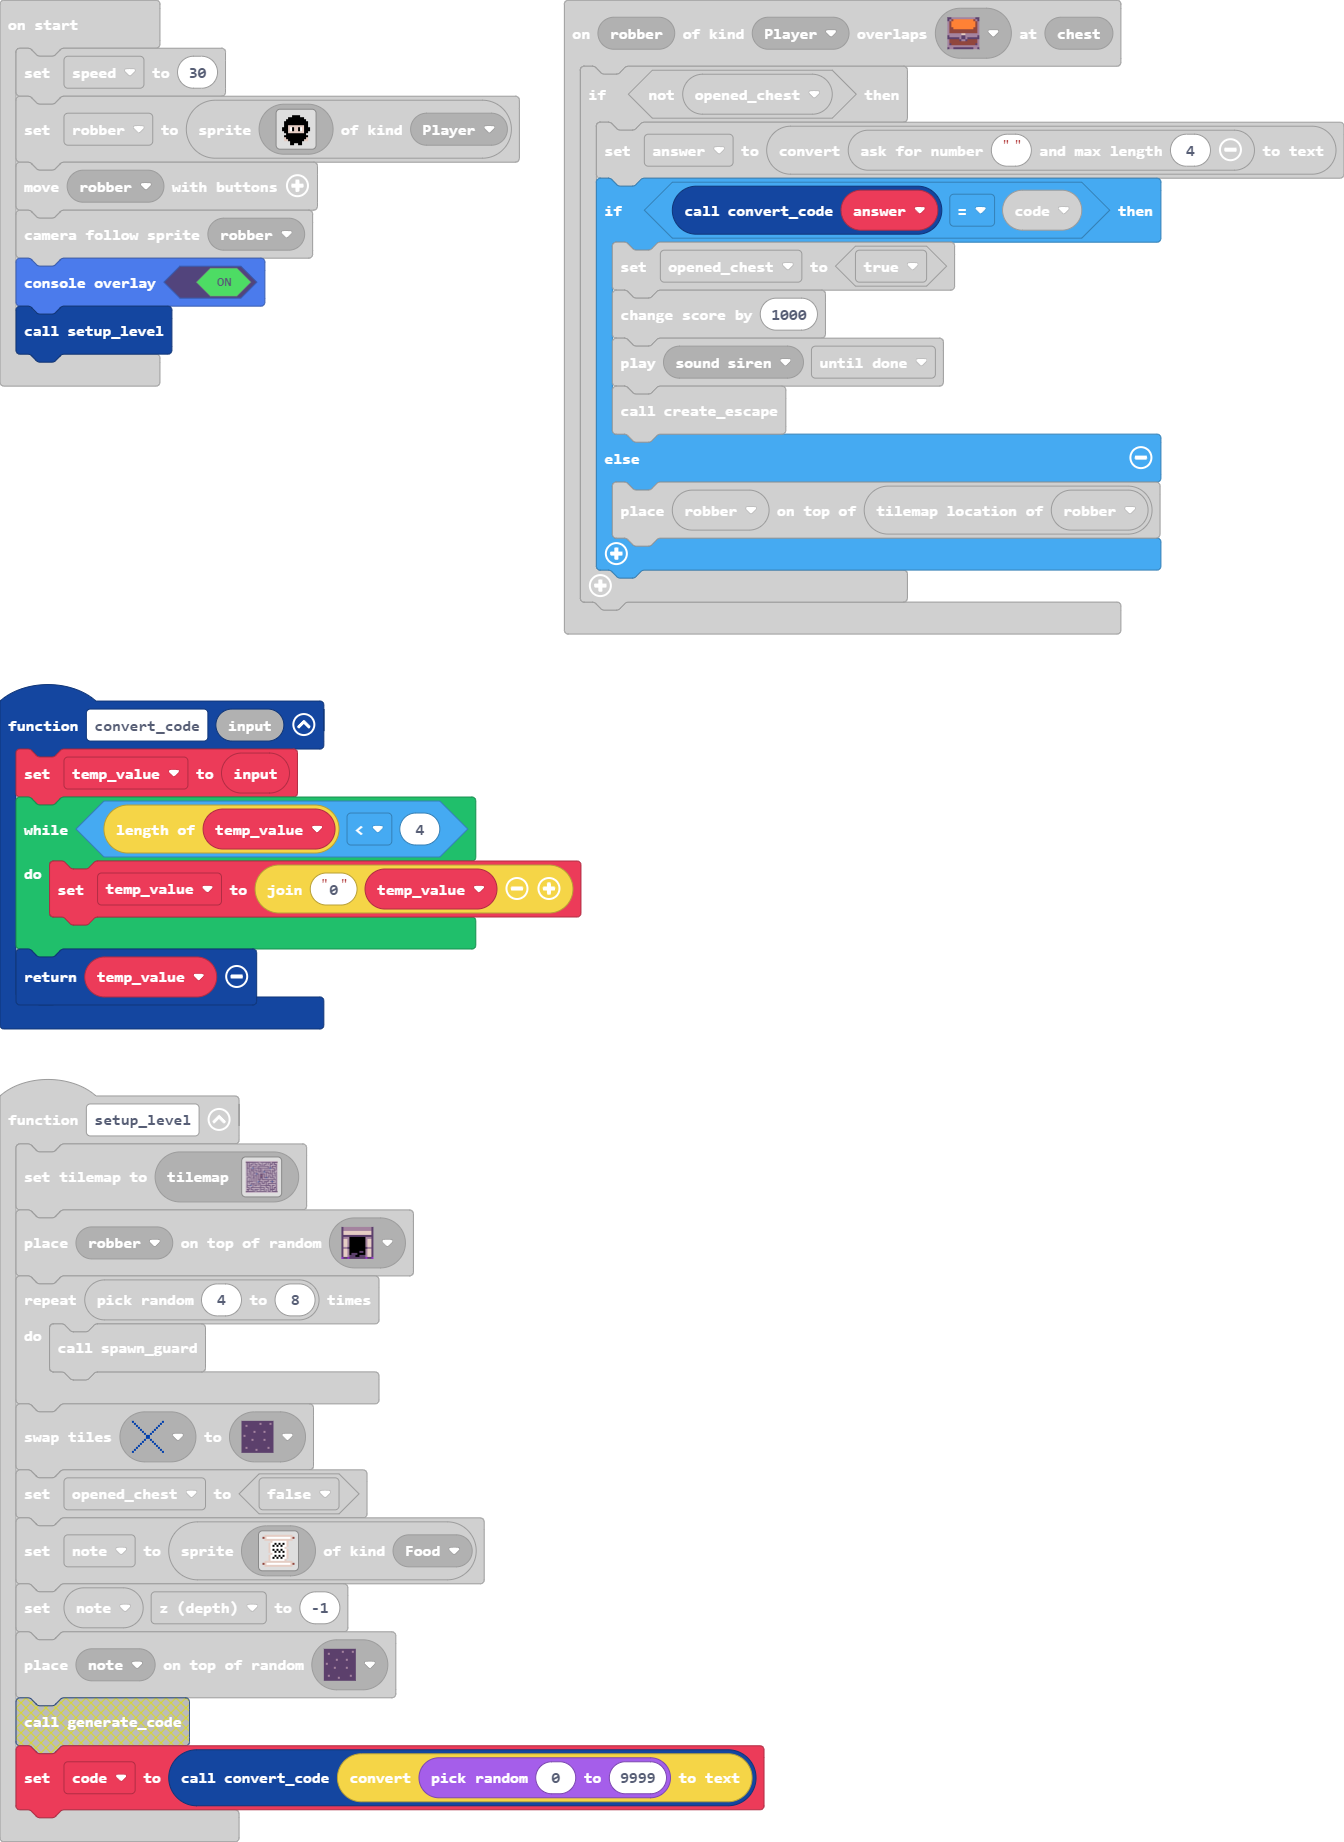 on start
set speed to 30
set robber to sprite of kind Player
move robber with buttons
camera follow sprite robber
console overlay ON
call setup_level
on robber of kind Player overlaps at chest
if not opened_chest then
set answer to convert ask for number "" and max length 4 to text
if call convert_code answer = code then
set opened_chest to true
change score by 1000
play sound siren until done
call create_escape
else
place robber on top of tilemap location of robber
function convert_code input
set temp_value to input
while length of temp_value < 4
do set temp_value to join "0" temp_value
return temp_value
function setup_level
set tilemap to tilemap
place robber on top of random
repeat pick random 4 to 8 times
do call spawn_guard
swap tiles to
set opened_chest to false
set note to sprite of kind Food
set note z (depth) to -1
place note on top of random
call generate_code
set code to call convert_code convert pick random 0 to 9999 to text